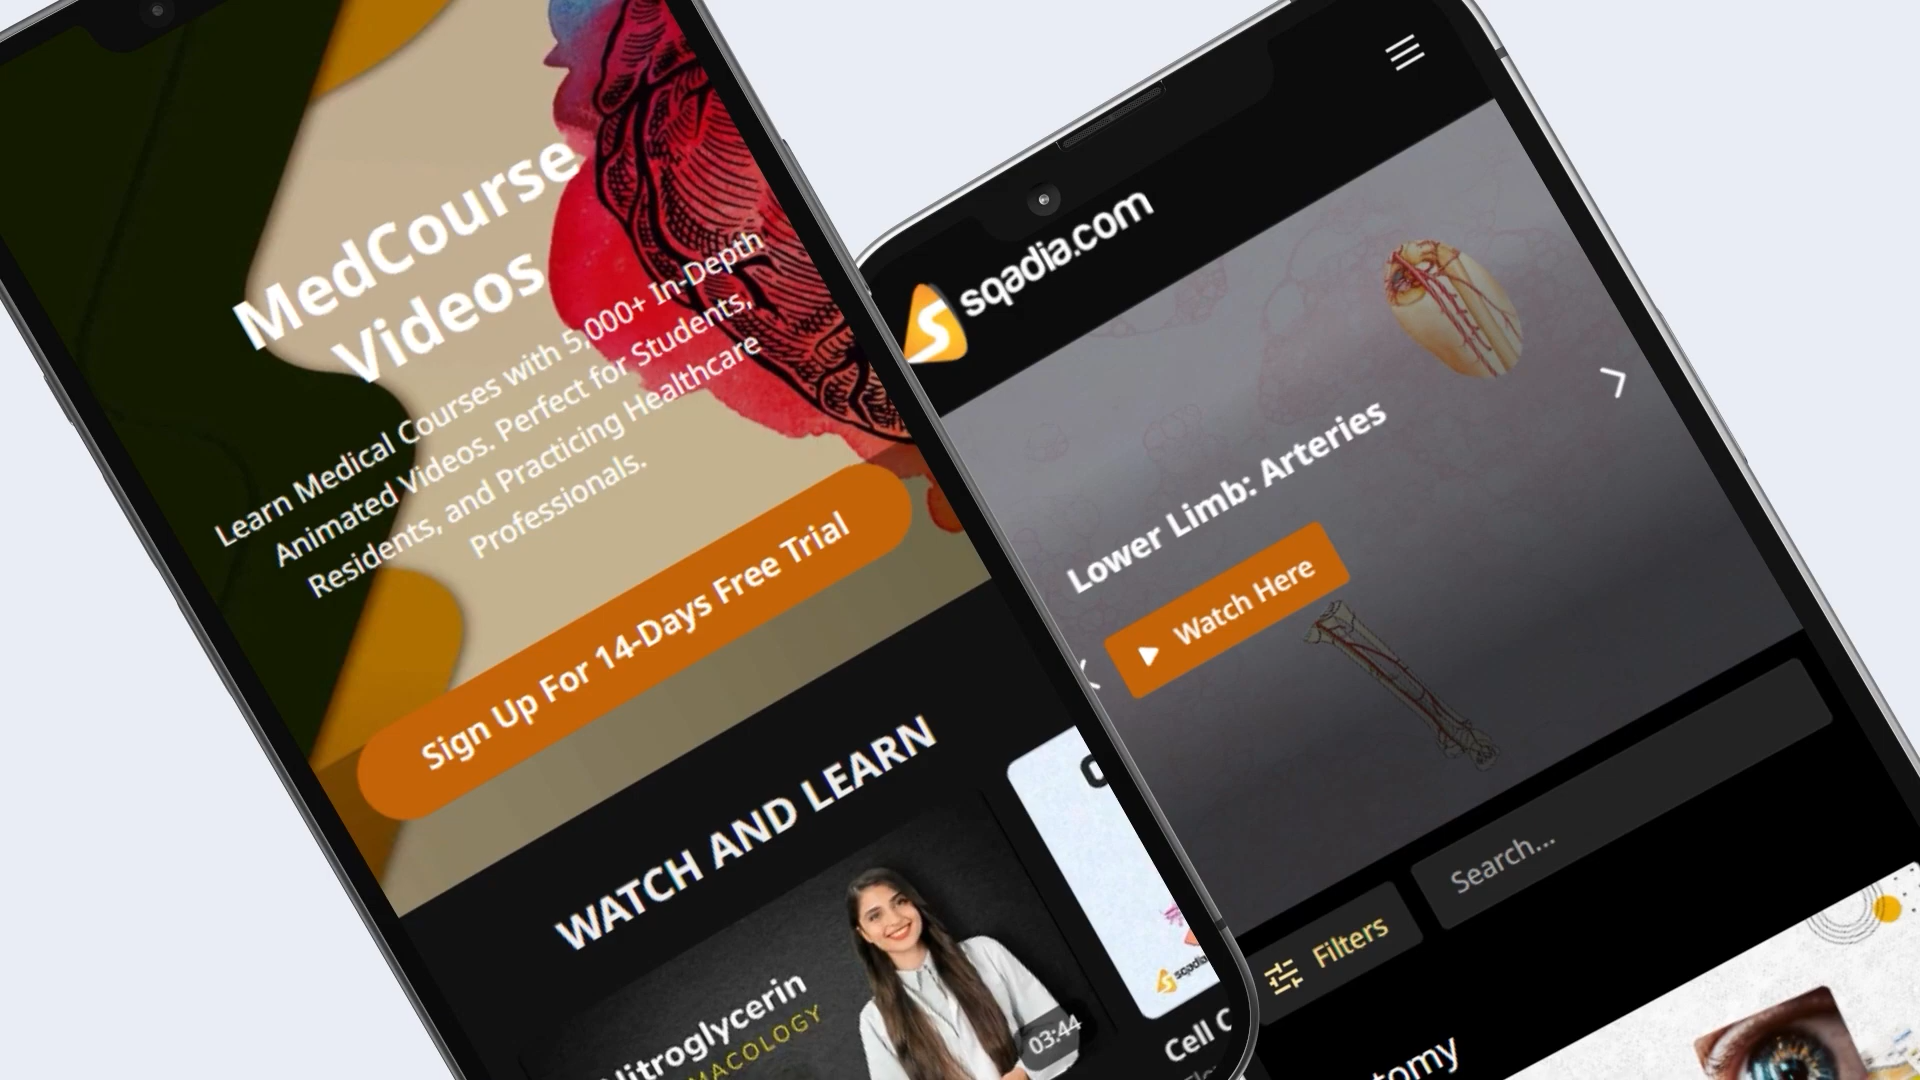 MedCourse
Videos
Learn Medical Courses with 5,000+ In-Depth
Animated Videos. Perfect for Students,
Residents, and Practicing Healthcare
Professionals.
Sign Up For 14-Days Free Trial
WATCH AND LEARN
03:44
sqadia
Cell
sqadia.com
Lower Limb: Arteries
Watch Here
Search...
Filters